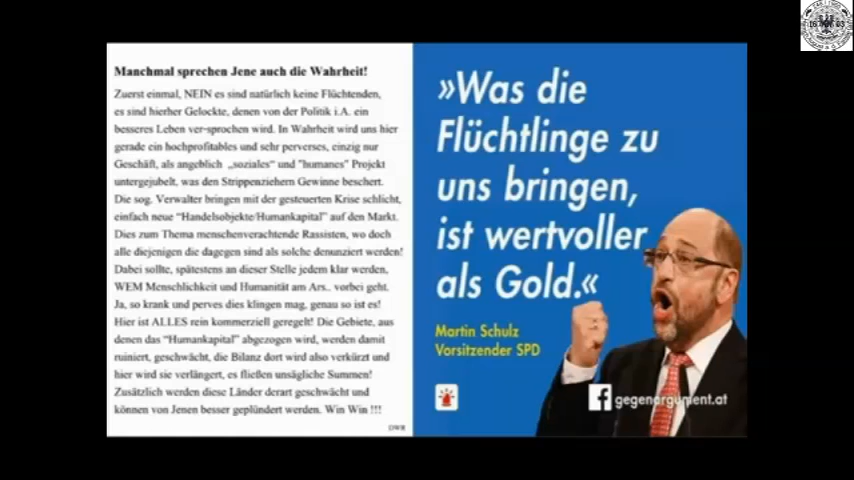 Manchmal sprechen Jene auch die Wahrheit!
Zuerst einmal, NEIN es sind natürlich keine Flüchtenden,
es sind hierher Gelockte, denen von der Politik i.A. ein
besseres Leben ver-sprochen wird. In Wahrheit wird uns hier
gerade ein hochprofitables und sehr perverses, einzig nur
Geschäft, als angeblich „soziales“ und "humanes" Projekt
untergejubelt, was den Strippenziehern Gewinne beschert.
Die sog. Verwalter bringen mit der gesteuerten Krise schlicht,
einfach neue “Handelsobjekte/Humankapital” auf den Markt.
Dies zum Thema menschenverachtende Rassisten, wo doch
alle diejenigen die dagegen sind als solche denunziert werden!
Dabei sollte, spätestens an dieser Stelle jedem klar werden,
WEM Menschlichkeit und Humanität am Ars.. vorbei geht.
Ja, so krank und perves dies klingen mag, genau so ist es!
Hier ist ALLES rein kommerziell geregelt! Die Gebiete, aus
denen das “Humankapital” abgezogen wird, werden damit
ruiniert, geschwächt, die Bilanz dort wird also verkürzt und
hier wird sie verlängert, es fließen unsägliche Summen!
Zusätzlich werden diese Länder derart geschwächt und
können von Jenen besser geplündert werden. Win Win !!!
DWR
»Was die
Flüchtlinge zu
uns bringen,
ist wertvoller
als Gold.«
Martin Schulz
Vorsitzender SPD
gegenargument.at